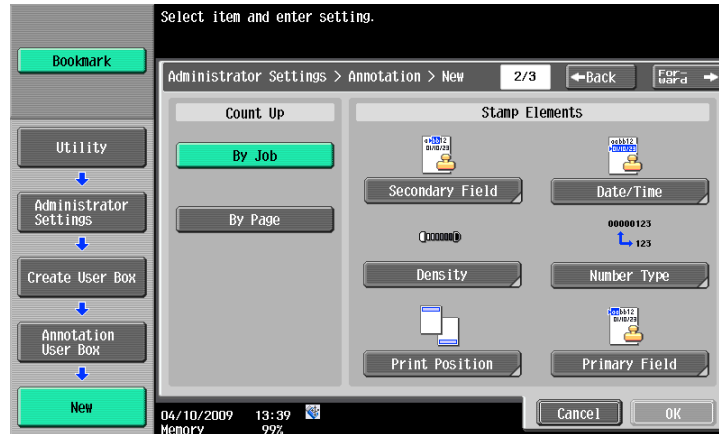 Select item and enter setting.
Bookmark
Administrator Settings > Annotation > New
2/3
←Back
For-
ward →
Utility
Administrator
Settings
Create User Box
Annotation
User Box
New
Count Up
By Job
By Page
Stamp Elements
Secondary Field
Date/Time
00000123
123
Density
Number Type
Print Position
Primary Field
04/10/2009 13:39
Memory 99%
Cancel
OK